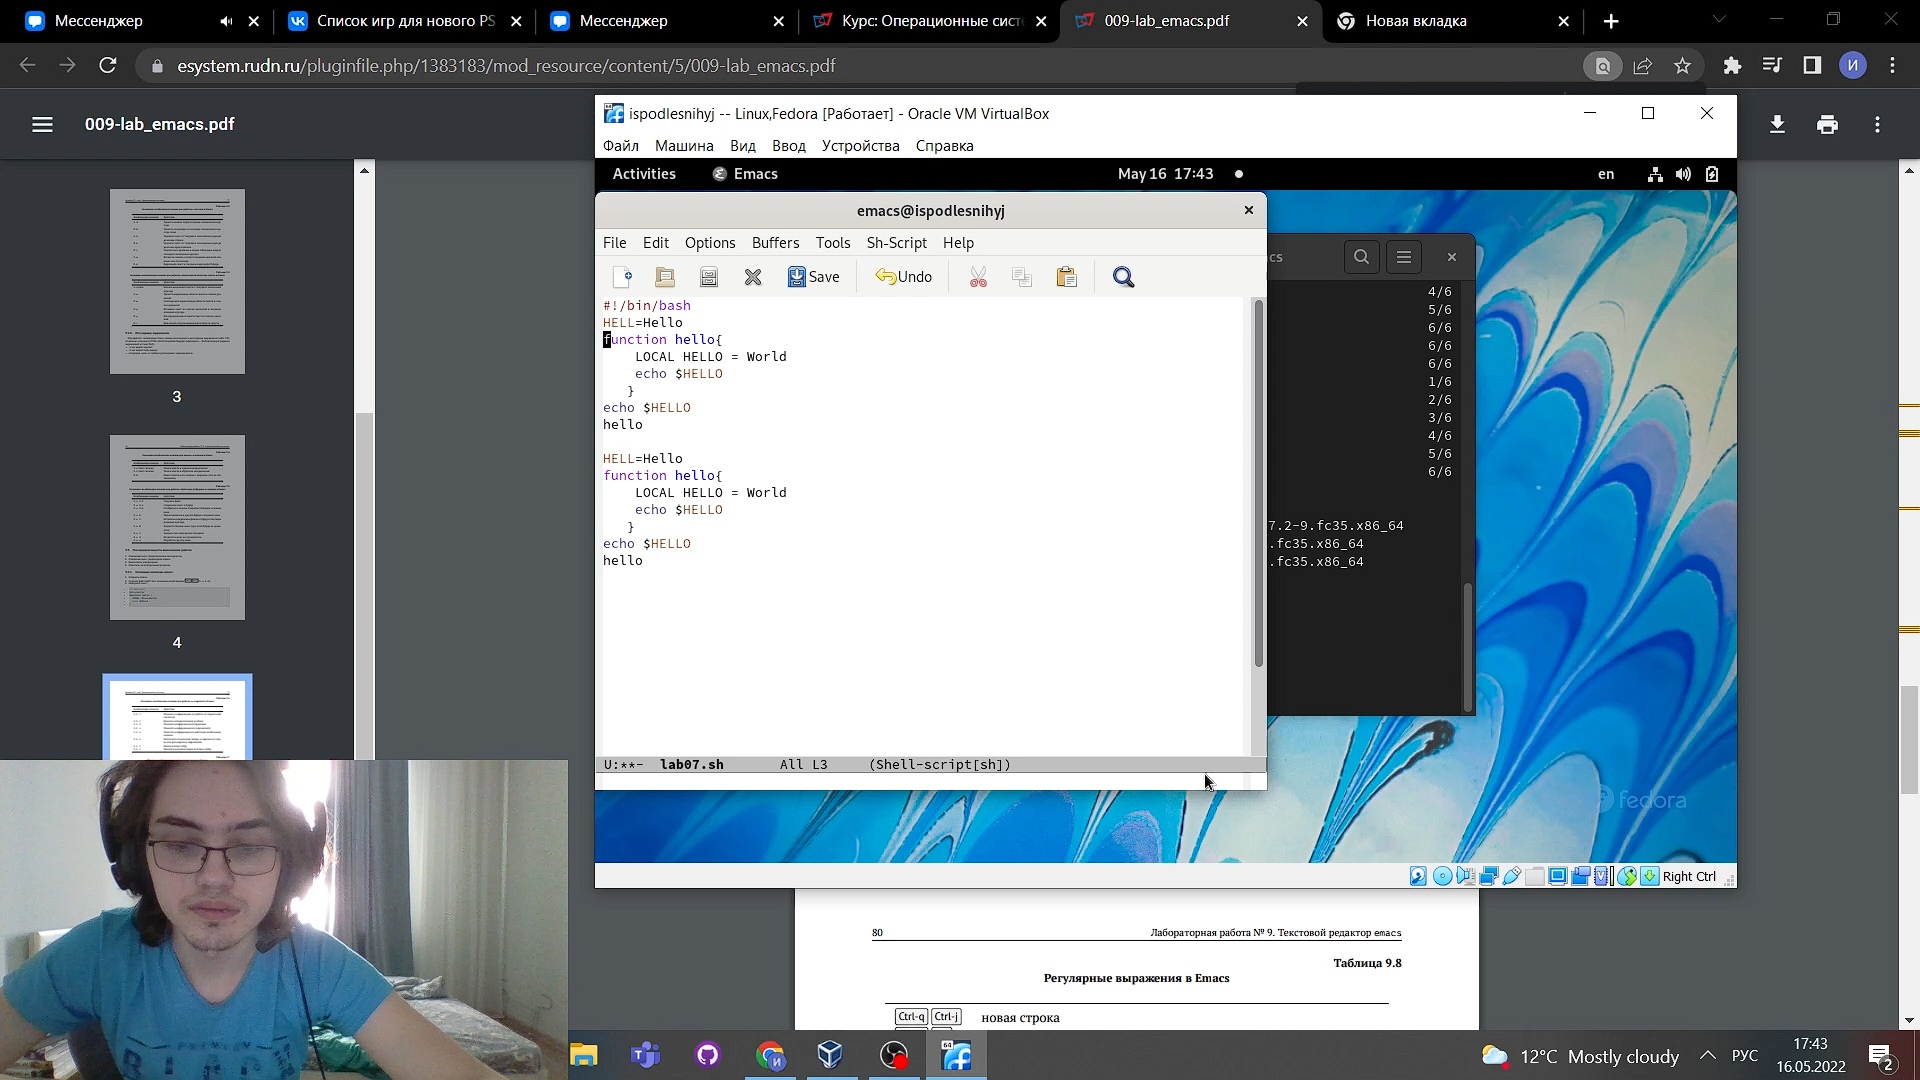 Мессенджер
Список игр для нового PS
Мессенджер
Курс: Операционные сист
009-lab_emacs.pdf
Новая вкладка
esystem.rudn.ru/pluginfile.php/1383183/mod_resource/content/5/009-lab_emacs.pdf
И
009-lab_emacs.pdf
3
4
ispodlesnihyj -- Linux,Fedora [Работает] - Oracle VM VirtualBox
Файл Машина Вид Ввод Устройства Справка
Activities Emacs May 16 17:43 en
emacs@ispodlesnihyj
File Edit Options Buffers Tools Sh-Script Help
Save Undo
#!/bin/bash
HELL=Hello
function hello{
LOCAL HELLO = World
echo $HELLO
}
echo $HELLO
hello
HELL=Hello
function hello{
LOCAL HELLO = World
echo $HELLO
}
echo $HELLO
hello
U:**- lab07.sh All L3 (Shell-script[sh])
cs
4/6
5/6
6/6
6/6
6/6
1/6
2/6
3/6
4/6
5/6
6/6
7.2-9.fc35.x86_64
.fc35.x86_64
.fc35.x86_64
fedora
Right Ctrl
80 Лабораторная работа № 9. Текстовой редактор emacs
Таблица 9.8
Регулярные выражения в Emacs
Ctrl-q Ctrl-j новая строка
64
12°C Mostly cloudy РУС 17:43
16.05.2022
2